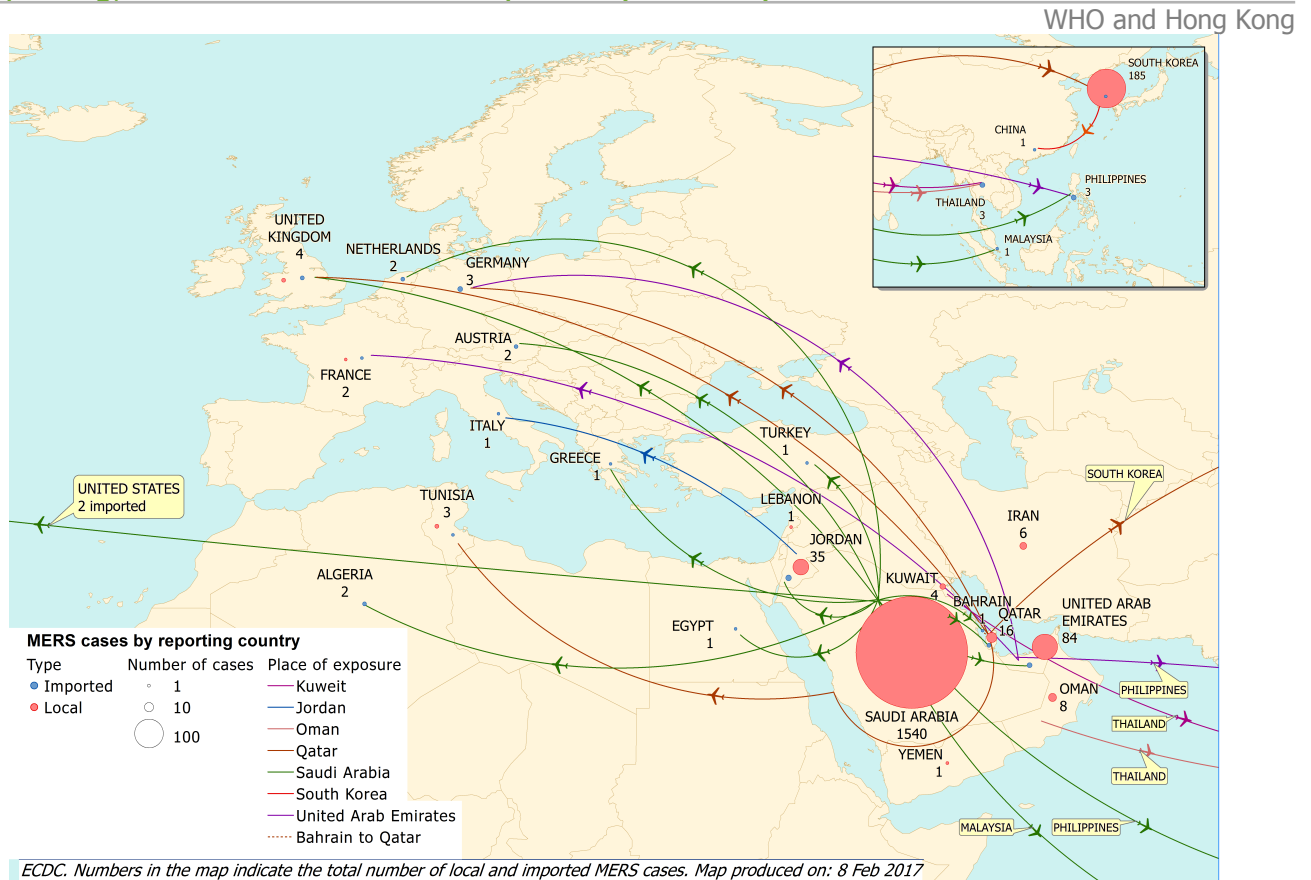 WHO and Hong Kong
SOUTH KOREA
185
CHINA
1
PHILIPPINES
3
THAILAND
3
MALAYSIA
1
UNITED
KINGDOM
4
NETHERLANDS
2
GERMANY
3
AUSTRIA
2
FRANCE
2
ITALY
1
GREECE
1
TURKEY
1
LEBANON
1
JORDAN
35
TUNISIA
3
ALGERIA
2
EGYPT
1
UNITED STATES
2 imported
SOUTH KOREA
IRAN
6
KUWAIT
4
BAHRAIN
1
QATAR
16
UNITED ARAB
EMIRATES
84
OMAN
8
SAUDI ARABIA
1540
YEMEN
1
PHILIPPINES
THAILAND
THAILAND
MALAYSIA
PHILIPPINES
MERS cases by reporting country
Type
Imported
Local
Number of cases
1
10
100
Place of exposure
Kuweit
Jordan
Oman
Qatar
Saudi Arabia
South Korea
United Arab Emirates
Bahrain to Qatar
ECDC. Numbers in the map indicate the total number of local and imported MERS cases. Map produced on: 8 Feb 2017